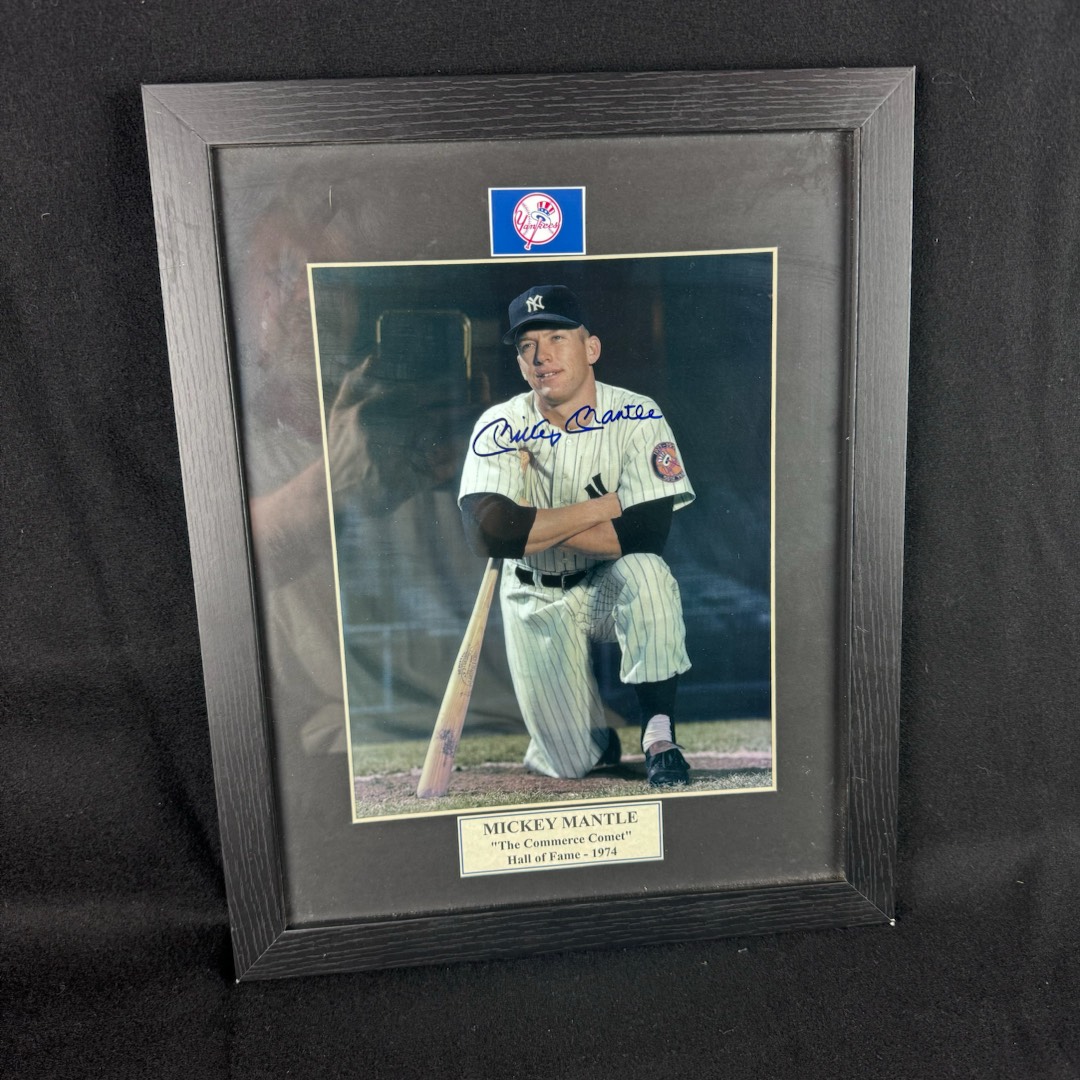 Yankees
NY
Mickey Mantle
MICKEY MANTLE
"The Commerce Comet"
Hall of Fame - 1974